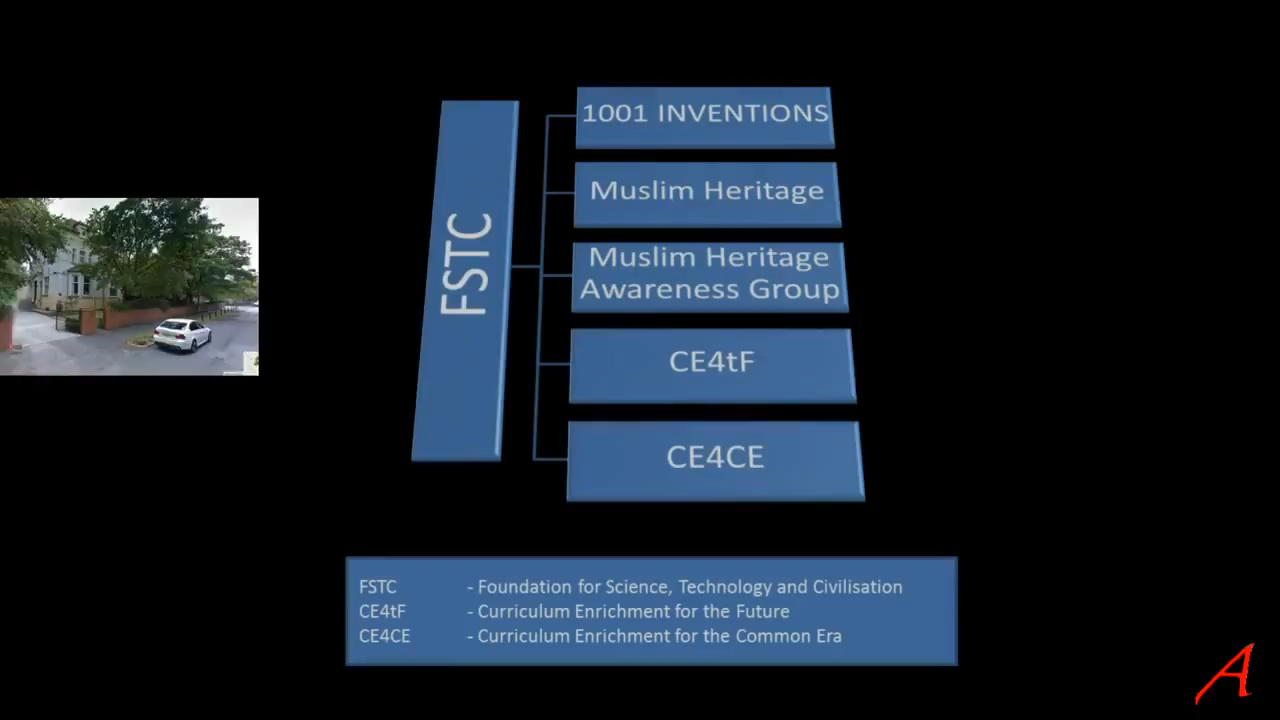 FSTC
1001 INVENTIONS
Muslim Heritage
Muslim Heritage
Awareness Group
CE4tF
CE4CE
FSTC - Foundation for Science, Technology and Civilisation
CE4tF - Curriculum Enrichment for the Future
CE4CE - Curriculum Enrichment for the Common Era
A